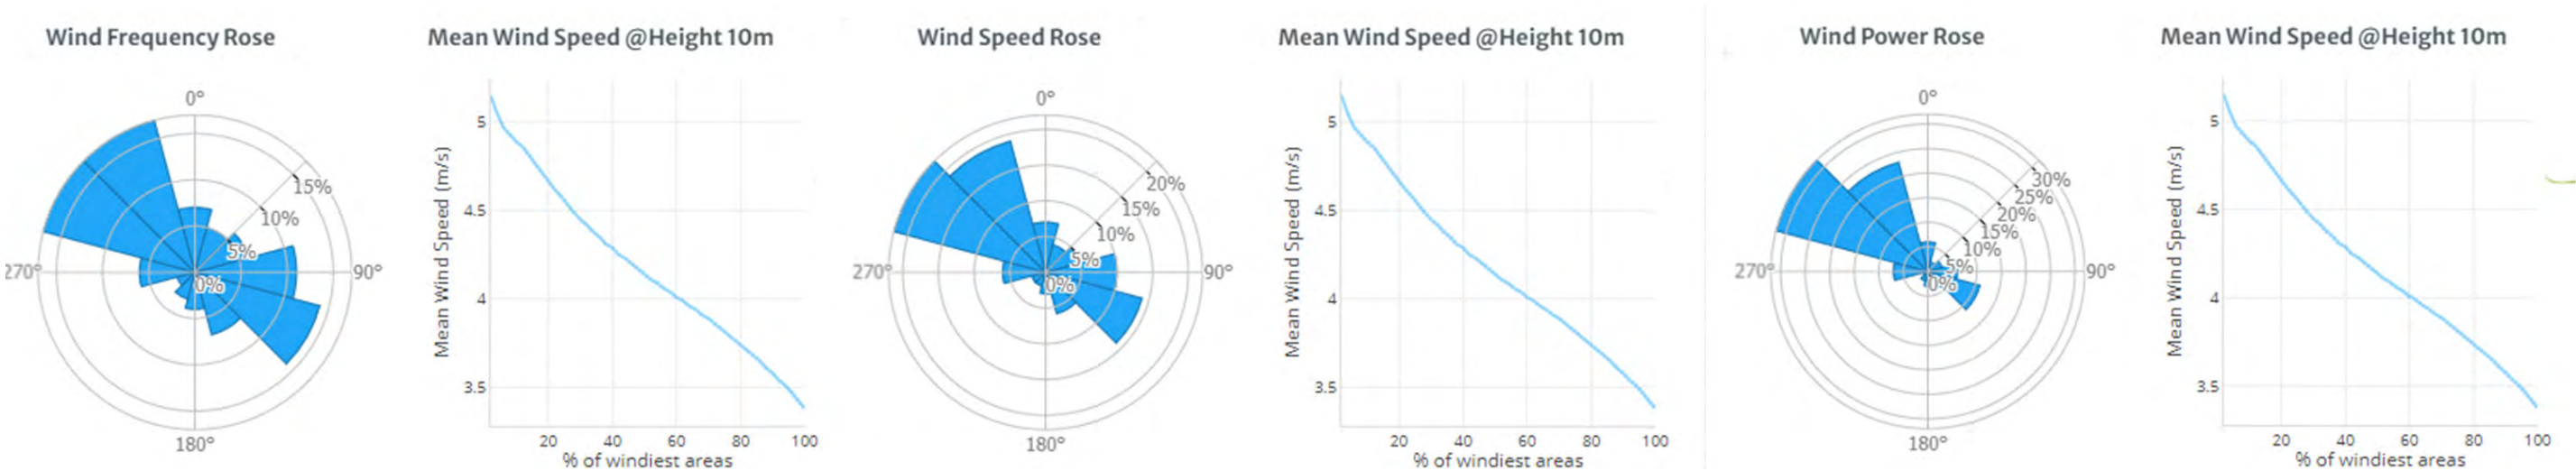 Wind Frequency Rose
0°
15%
10%
5%
0%
270°
90°
180°
Mean Wind Speed @Height 10m
Mean Wind Speed (m/s)
5
4.5
4
3.5
20 40 60 80 100
% of windiest areas
Wind Speed Rose
0°
20%
15%
10%
5%
0%
270°
90°
180°
Mean Wind Speed @Height 10m
Mean Wind Speed (m/s)
5
4.5
4
3.5
20 40 60 80 100
% of windiest areas
Wind Power Rose
0°
30%
25%
20%
15%
10%
5%
0%
270°
90°
180°
Mean Wind Speed @Height 10m
Mean Wind Speed (m/s)
5
4.5
4
3.5
20 40 60 80 100
% of windiest areas